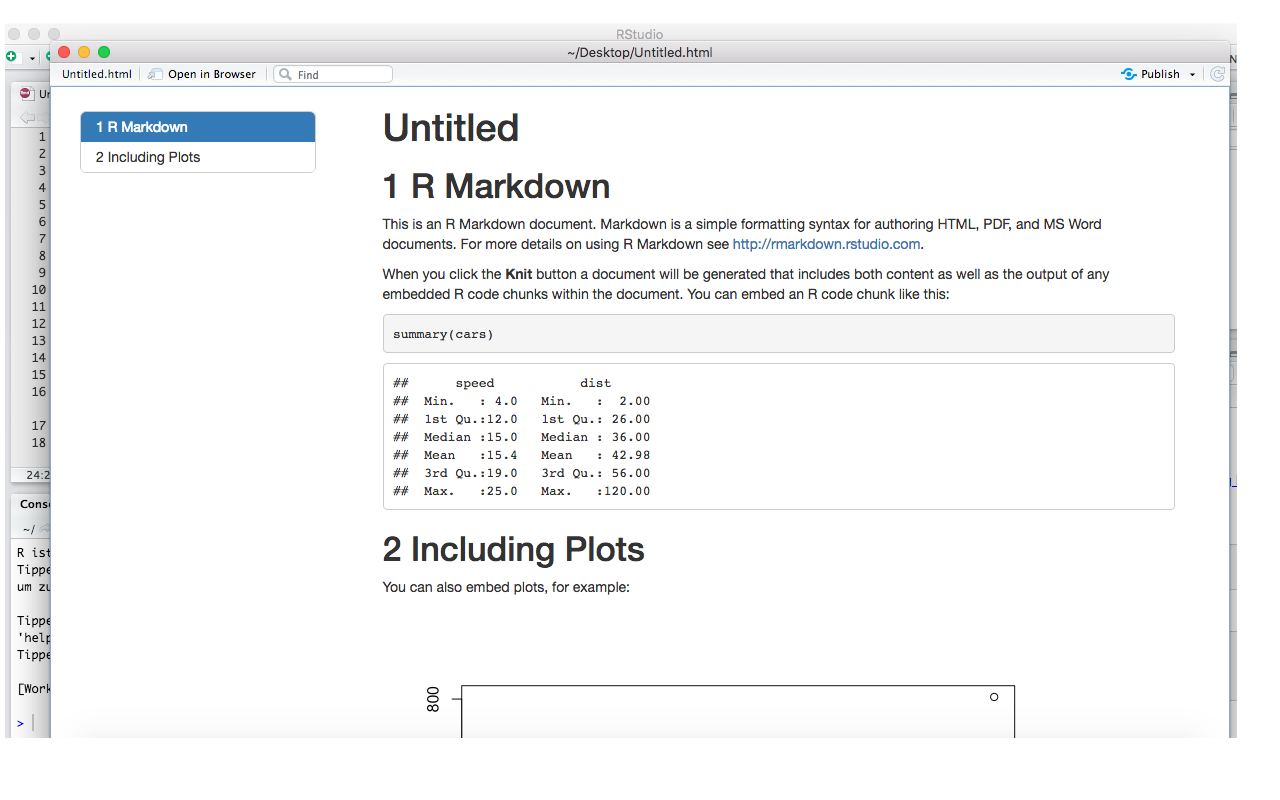 RStudio
~/Desktop/Untitled.html
Untitled.html Open in Browser Find Publish
1 R Markdown
2 Including Plots
Untitled
1 R Markdown
This is an R Markdown document. Markdown is a simple formatting syntax for authoring HTML, PDF, and MS Word
documents. For more details on using R Markdown see http://rmarkdown.rstudio.com.
When you click the Knit button a document will be generated that includes both content as well as the output of any
embedded R code chunks within the document. You can embed an R code chunk like this:
summary(cars)
##      speed           dist
##  Min.   : 4.0   Min.   :  2.00
##  1st Qu.:12.0   1st Qu.: 26.00
##  Median :15.0   Median : 36.00
##  Mean   :15.4   Mean   : 42.98
##  3rd Qu.:19.0   3rd Qu.: 56.00
##  Max.   :25.0   Max.   :120.00
2 Including Plots
You can also embed plots, for example:
800
1
2
3
4
5
6
7
8
9
10
11
12
13
14
15
16
17
18
24:2
Cons
~/
R ist
Tippe
um zu
Tippe
'help
Tippe
[Work
>